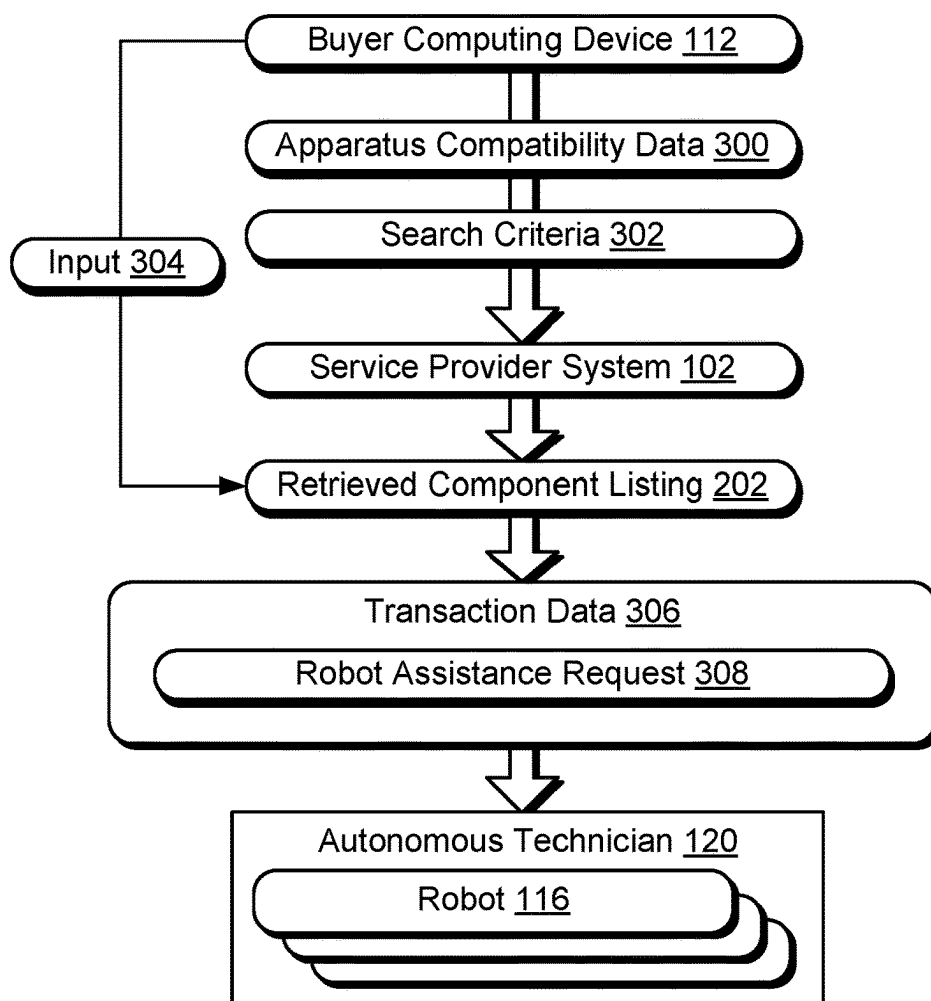 Buyer Computing Device 112
Apparatus Compatibility Data 300
Search Criteria 302
Input 304
Service Provider System 102
Retrieved Component Listing 202
Transaction Data 306
Robot Assistance Request 308
Autonomous Technician 120
Robot 116